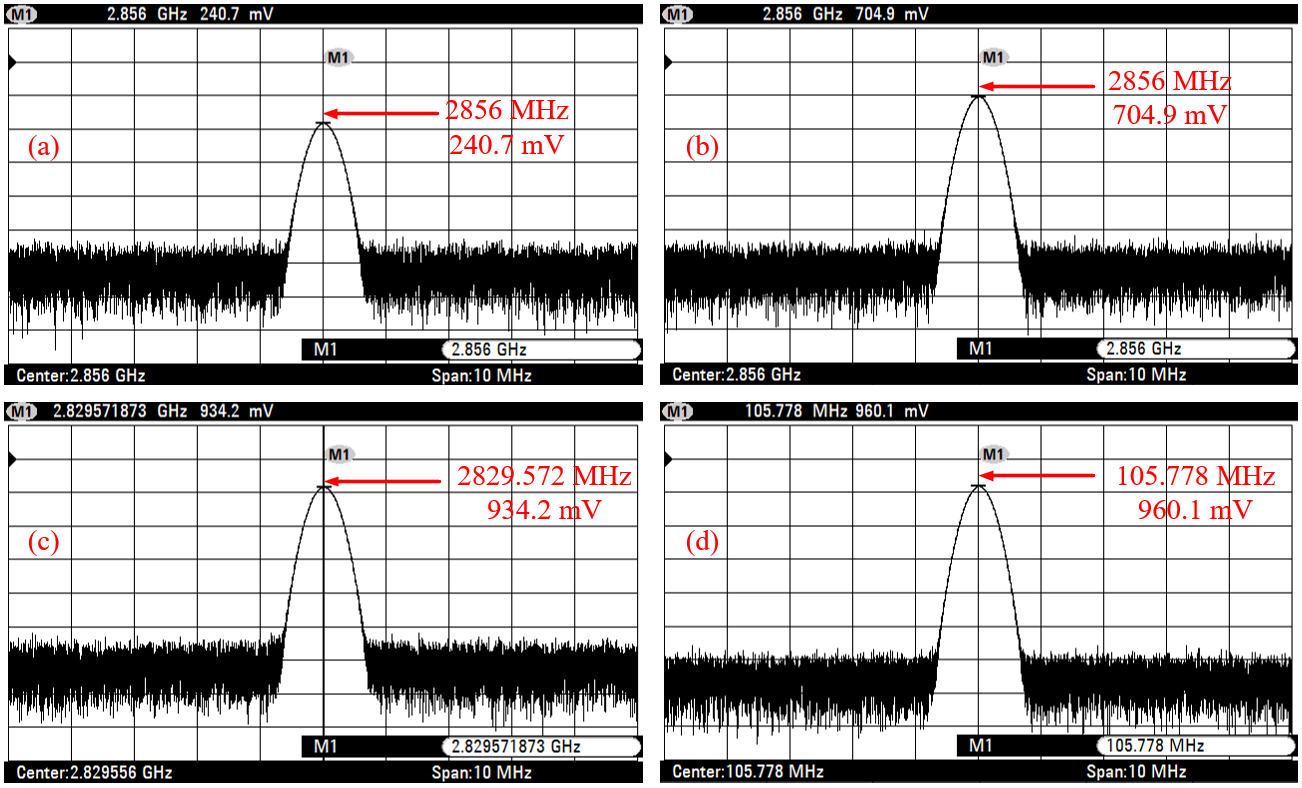 M1 2.856 GHz 240.7 mV
M1
2856 MHz
240.7 mV
(a)
M1 2.856 GHz
Center:2.856 GHz Span:10 MHz
M1 2.856 GHz 704.9 mV
M1
2856 MHz
704.9 mV
(b)
M1 2.856 GHz
Center:2.856 GHz Span:10 MHz
M1 2.829571873 GHz 934.2 mV
M1
2829.572 MHz
934.2 mV
(c)
M1 2.829571873 GHz
Center:2.829556 GHz Span:10 MHz
M1 105.778 MHz 960.1 mV
M1
105.778 MHz
960.1 mV
(d)
M1 105.778 MHz
Center:105.778 MHz Span:10 MHz